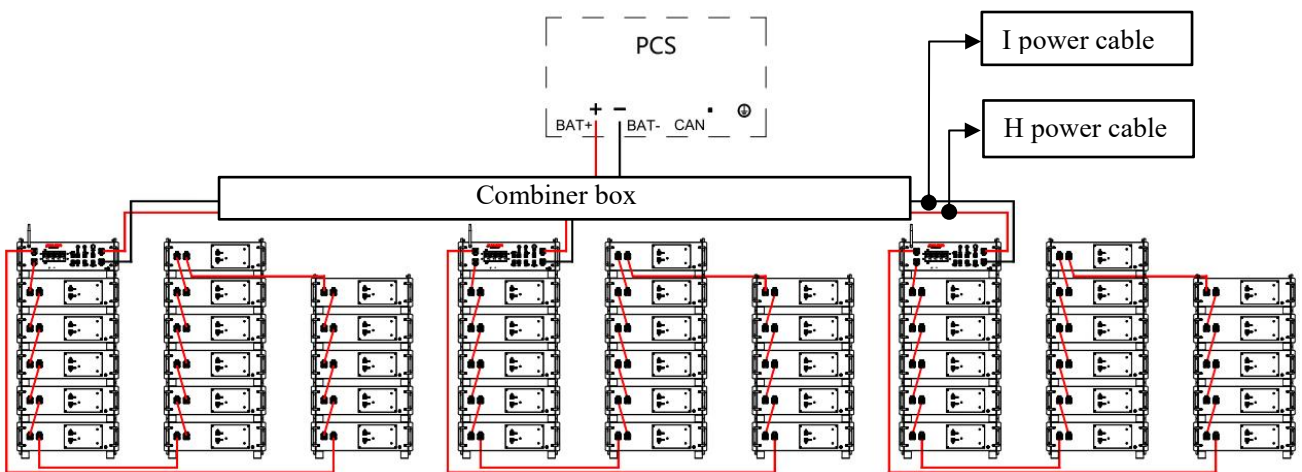 PCS
I power cable
H power cable
+ −
BAT+ BAT- CAN
Combiner box